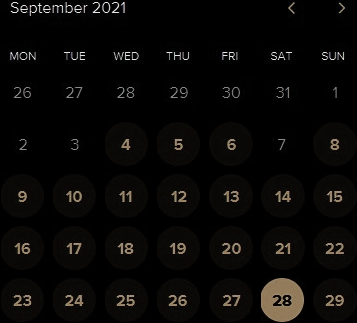 September 2021
MON TUE WED THU FRI SAT SUN
26 27 28 29 30 31 1
2 3 4 5 6 7 8
9 10 11 12 13 14 15
16 17 18 19 20 21 22
23 24 25 26 27 28 29